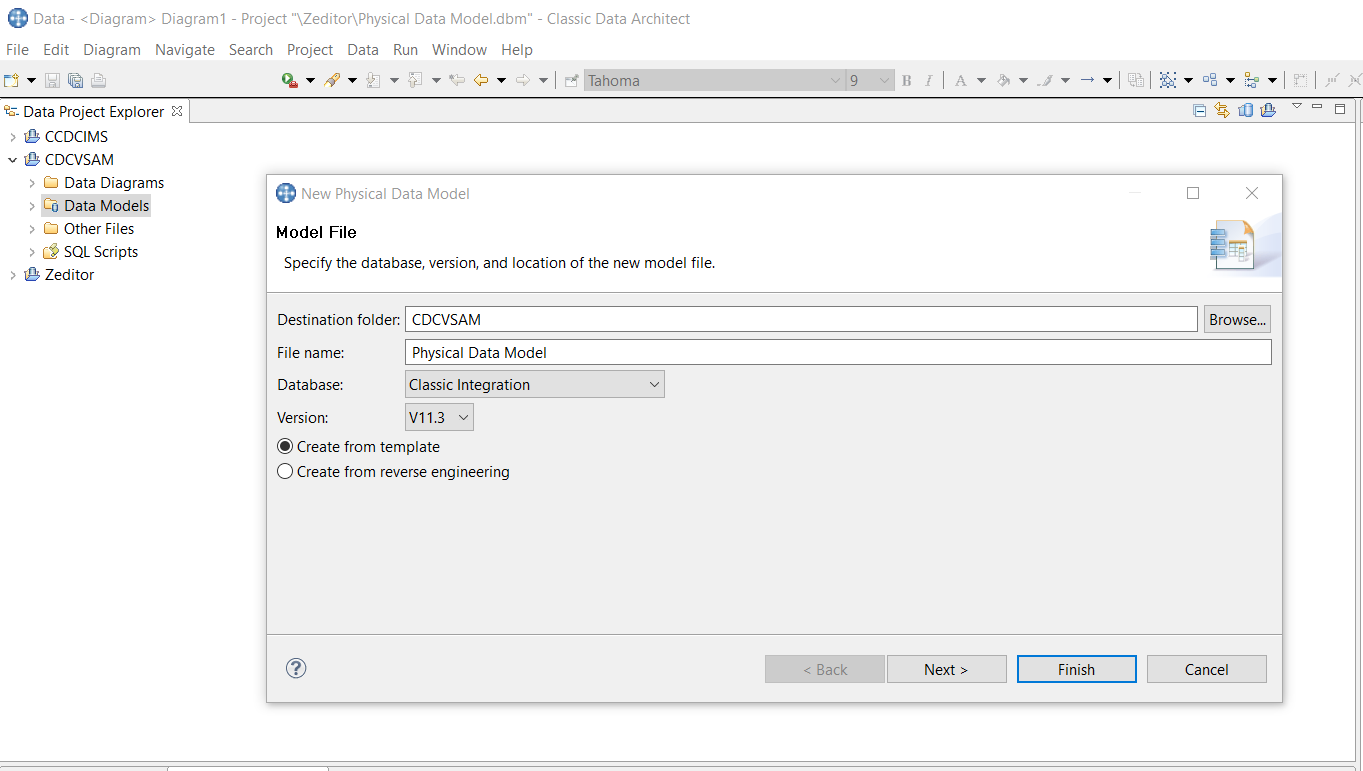 Data - <Diagram> Diagram1 - Project "\Zeditor\Physical Data Model.dbm" - Classic Data Architect
File Edit Diagram Navigate Search Project Data Run Window Help
Tahoma 9 B I A
Data Project Explorer
CCDCIMS
CDCVSAM
Data Diagrams
Data Models
Other Files
SQL Scripts
Zeditor
New Physical Data Model
Model File
Specify the database, version, and location of the new model file.
Destination folder: CDCVSAM Browse...
File name: Physical Data Model
Database: Classic Integration
Version: V11.3
Create from template
Create from reverse engineering
? < Back Next > Finish Cancel